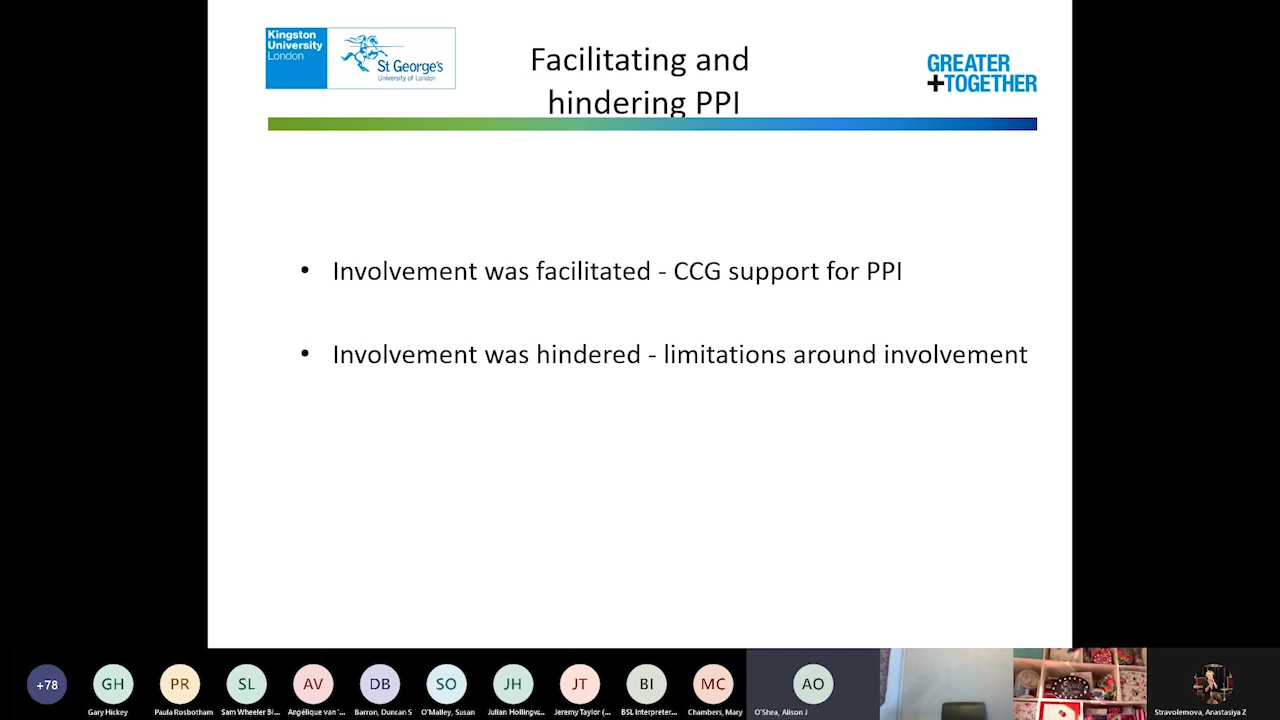 Kingston
University
London
St George's
University of London
Facilitating and
hindering PPI
GREATER
+TOGETHER
• Involvement was facilitated - CCG support for PPI
• Involvement was hindered - limitations around involvement
+78
GH
PR
SL
AV
DB
SO
JH
JT
BI
MC
AO
Gary Hickey
Paula Rosbotham
Sam Wheeler Bi...
Angélique van '...
Barron, Duncan S
O'Malley, Susan
Julian Hollingw...
Jeremy Taylor (...
BSL Interpreter...
Chambers, Mary
O'Shea, Alison J
Stravolemova, Anastasiya Z